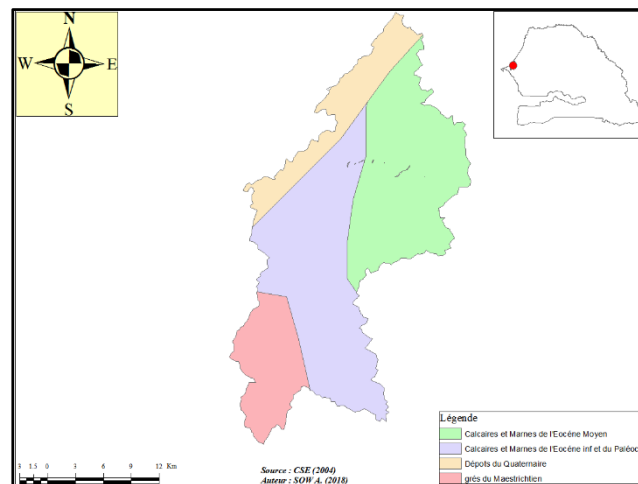 N
W E
S
Légende
Calcaires et Marnes de l'Eocène Moyen
Calcaires et Marnes de l'Eocène inf et du Paléoc
Dépots du Quaternaire
grés du Maestrichtien
3 1.5 0 3 6 9 12 Km
Source : CSE (2004)
Auteur : SOW A. (2018)